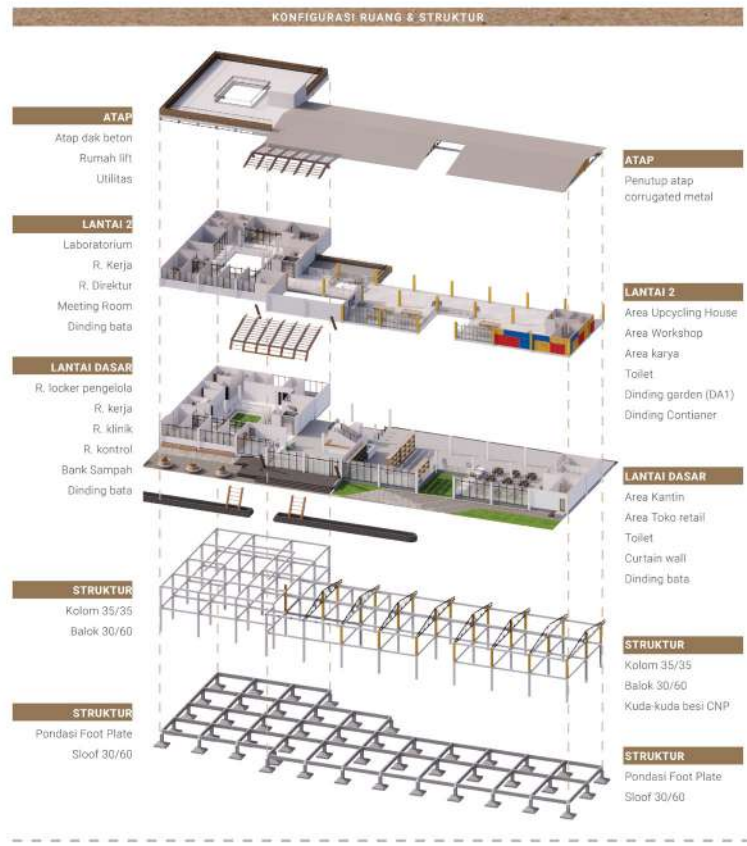 KONFIGURASI RUANG & STRUKTUR
ATAP
Atap dak beton
Rumah lift
Utilitas
LANTAI 2
Laboratorium
R. Kerja
R. Direktur
Meeting Room
Dinding bata
LANTAI DASAR
R. locker pengelola
R. kerja
R. klinik
R. kontrol
Bank Sampah
Dinding bata
STRUKTUR
Kolom 35/35
Balok 30/60
STRUKTUR
Pondasi Foot Plate
Sloof 30/60
ATAP
Penutup atap
corrugated metal
LANTAI 2
Area Upcycling House
Area Workshop
Area karya
Toilet
Dinding garden (DA1)
Dinding Contianer
LANTAI DASAR
Area Kantin
Area Toko retail
Toilet
Curtain wall
Dinding bata
STRUKTUR
Kolom 35/35
Balok 30/60
Kuda-kuda besi CNP
STRUKTUR
Pondasi Foot Plate
Sloof 30/60